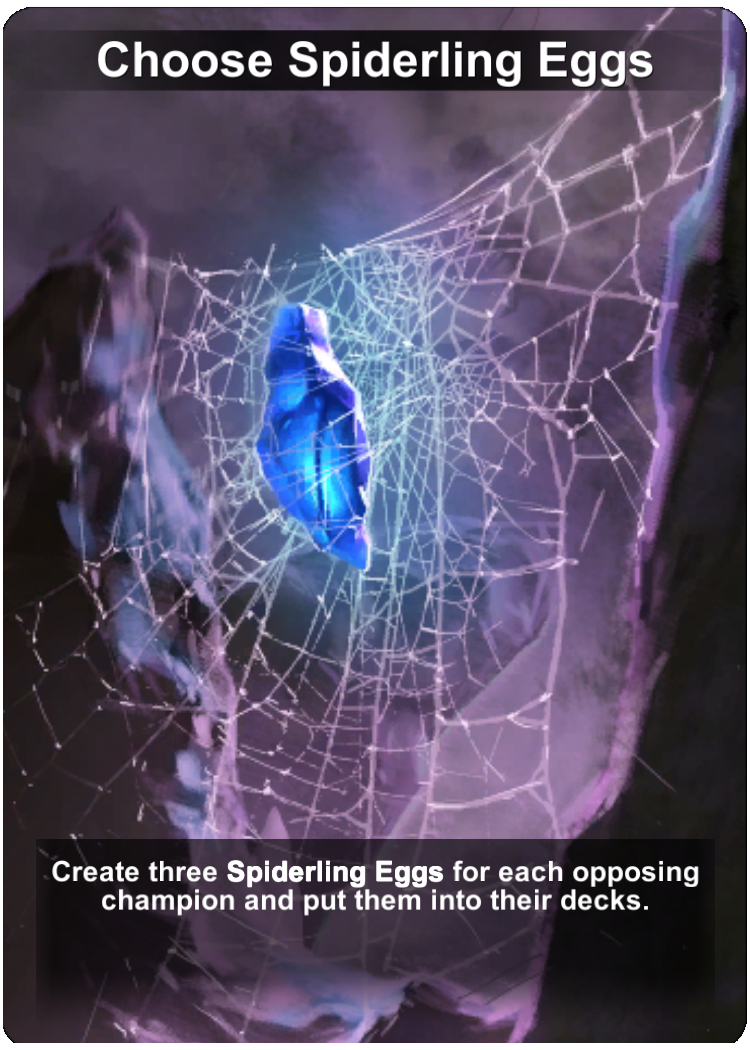 Choose Spiderling Eggs
Create three Spiderling Eggs for each opposing
champion and put them into their decks.